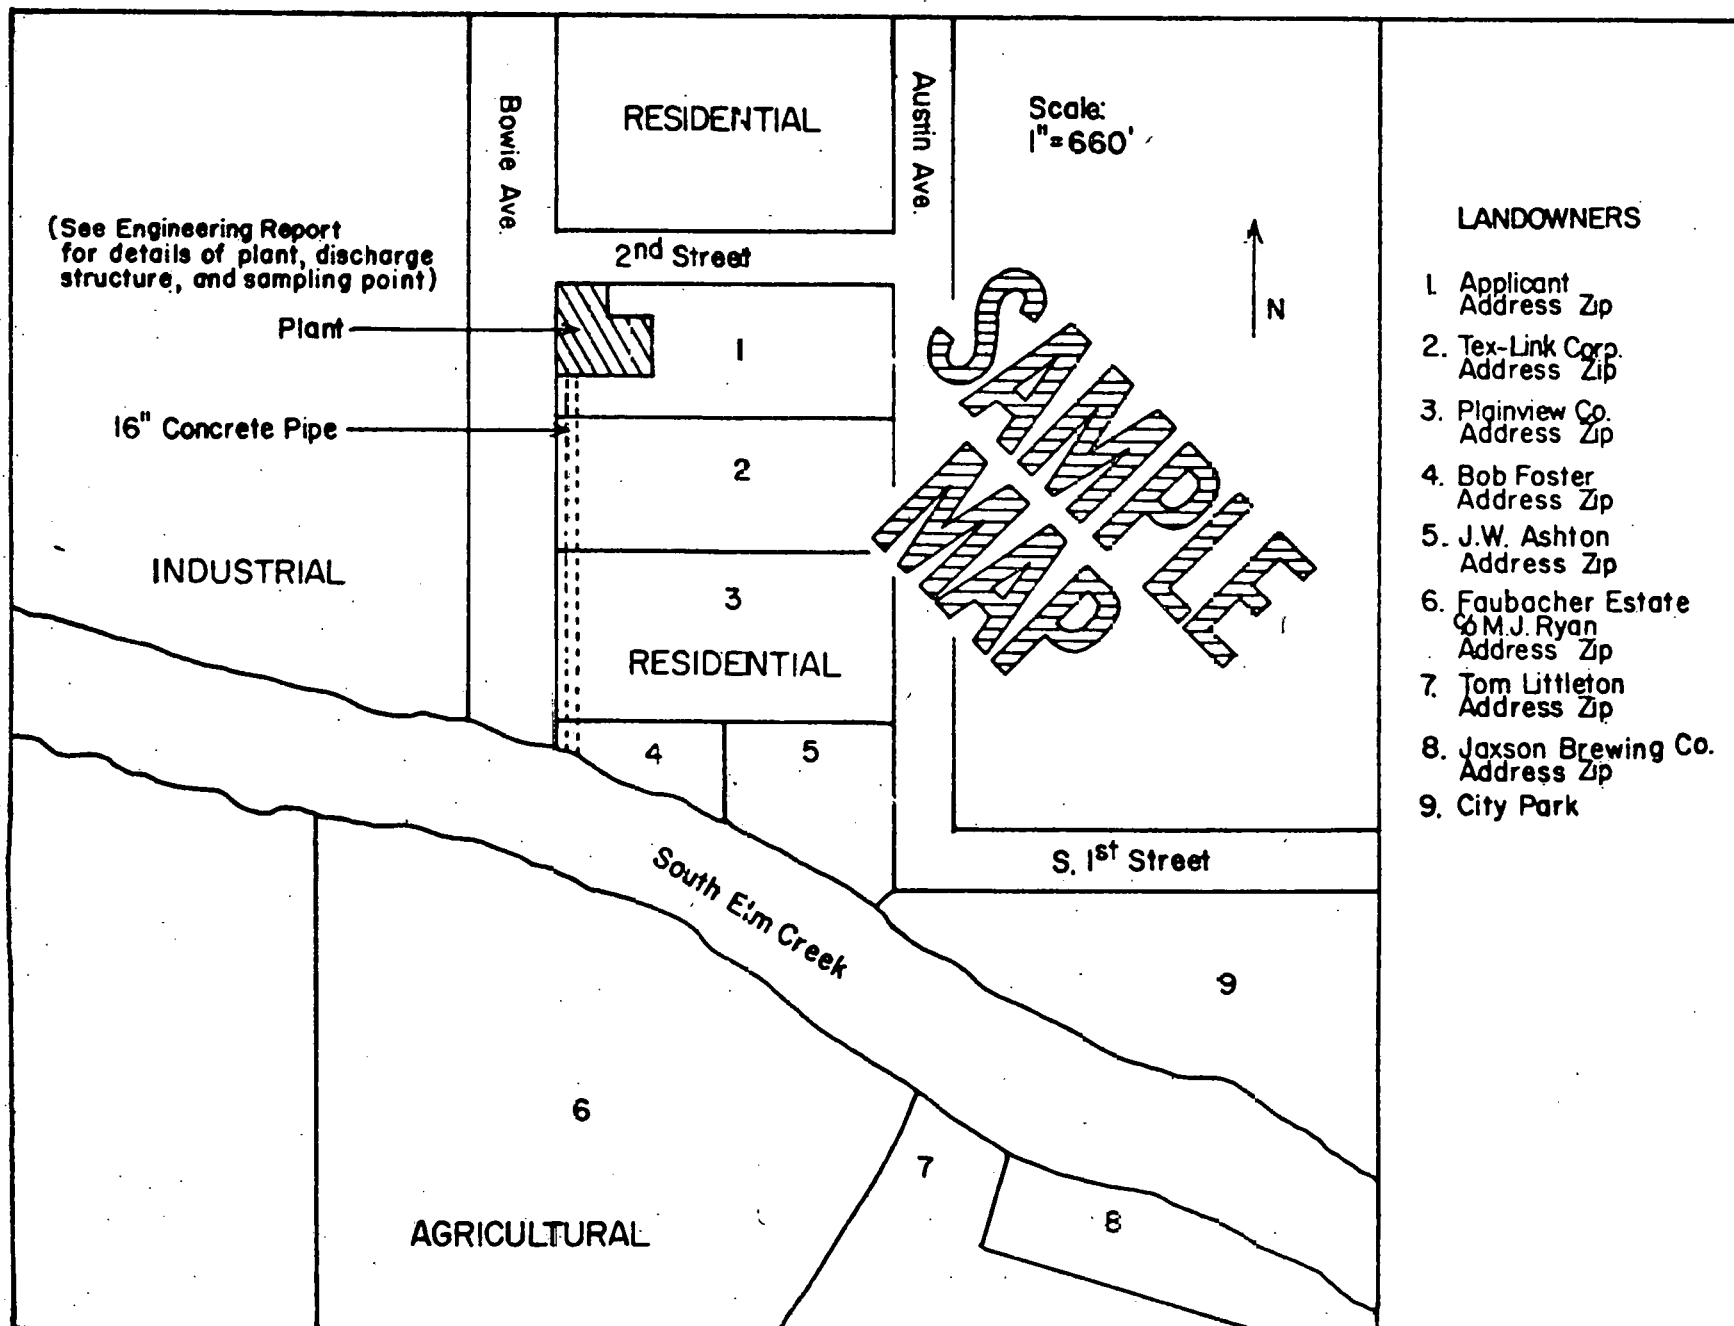 Bowie Ave.
RESIDENTIAL
Austin Ave.
Scale:
1"=660'
(See Engineering Report
for details of plant, discharge
structure, and sampling point)
2nd Street
N
Plant
1
16" Concrete Pipe
2
SAMPLE
MAP
INDUSTRIAL
3
RESIDENTIAL
4
5
S. 1st Street
South Elm Creek
9
6
7
8
AGRICULTURAL
LANDOWNERS
1. Applicant
Address Zip
2. Tex-Link Corp.
Address Zip
3. Plainview Co.
Address Zip
4. Bob Foster
Address Zip
5. J.W. Ashton
Address Zip
6. Faubacher Estate
c/o M.J. Ryan
Address Zip
7. Tom Littleton
Address Zip
8. Jaxson Brewing Co.
Address Zip
9. City Park